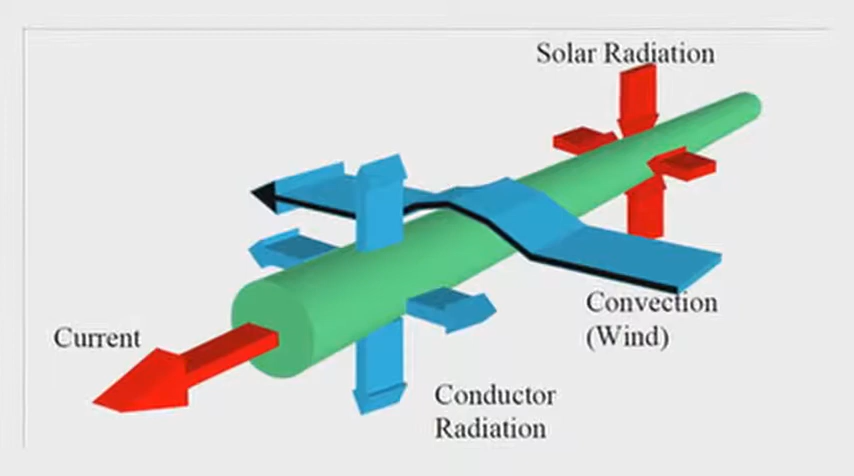 Solar Radiation
Convection
(Wind)
Current
Conductor
Radiation